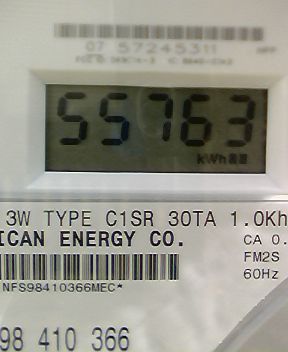 07 57245311
55763
kWh
3W TYPE C1SR 30TA 1.0Kh
ICAN ENERGY CO.
CA 0.
FM2S
60Hz
NFS98410366MEC*
98 410 366